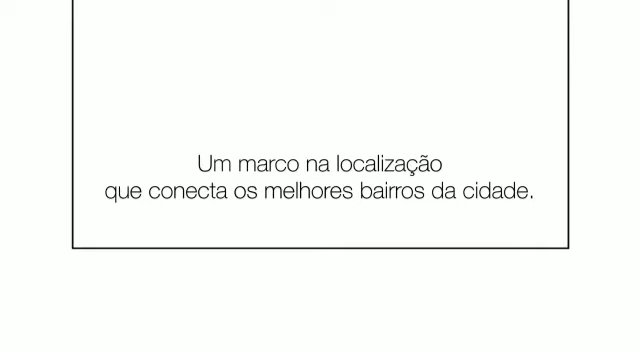 Um marco na localização
que conecta os melhores bairros da cidade.